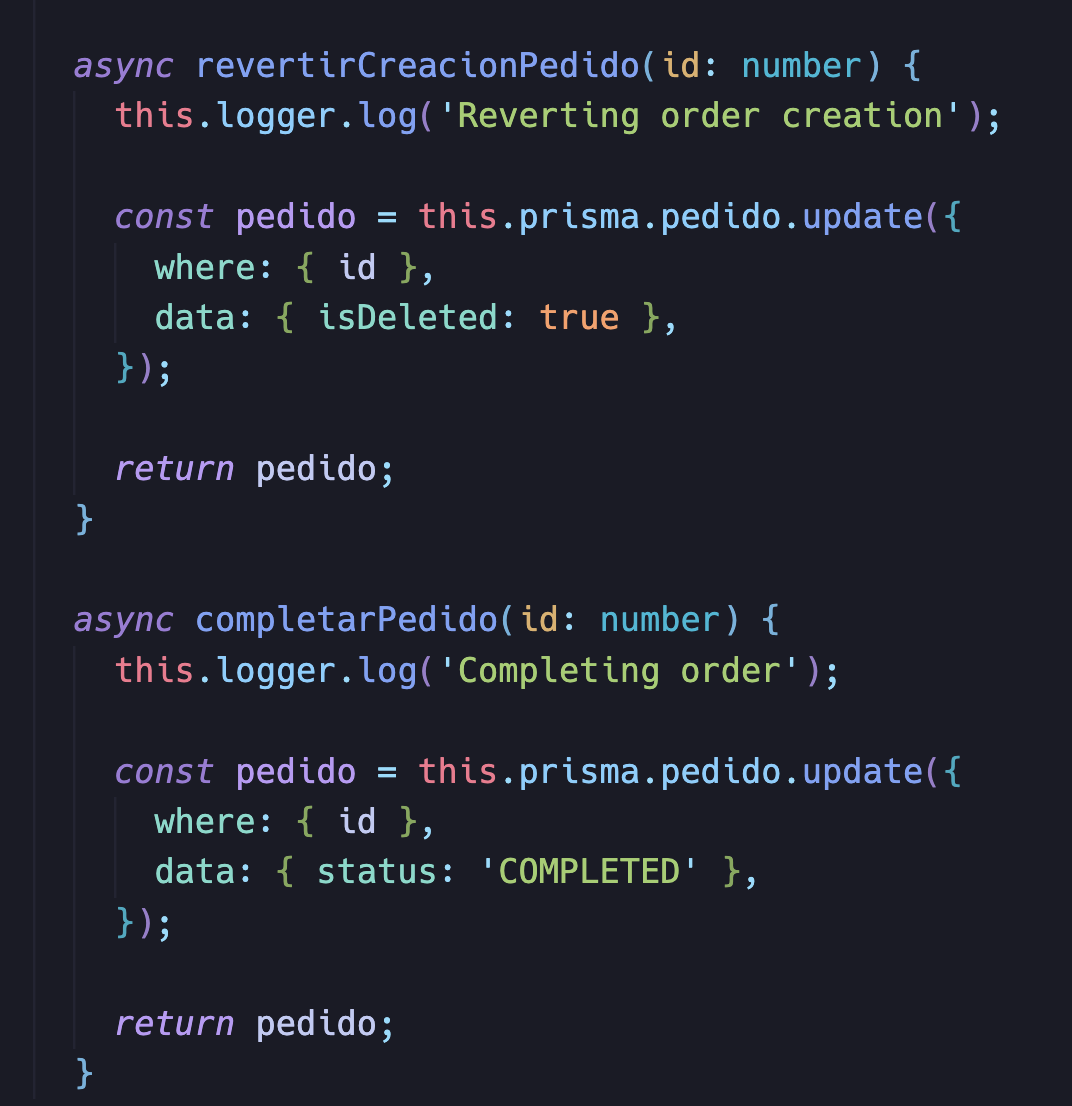 async revertirCreacionPedido(id: number) {
this.logger.log('Reverting order creation');
const pedido = this.prisma.pedido.update({
where: { id },
data: { isDeleted: true },
});
return pedido;
}
async completarPedido(id: number) {
this.logger.log('Completing order');
const pedido = this.prisma.pedido.update({
where: { id },
data: { status: 'COMPLETED' },
});
return pedido;
}